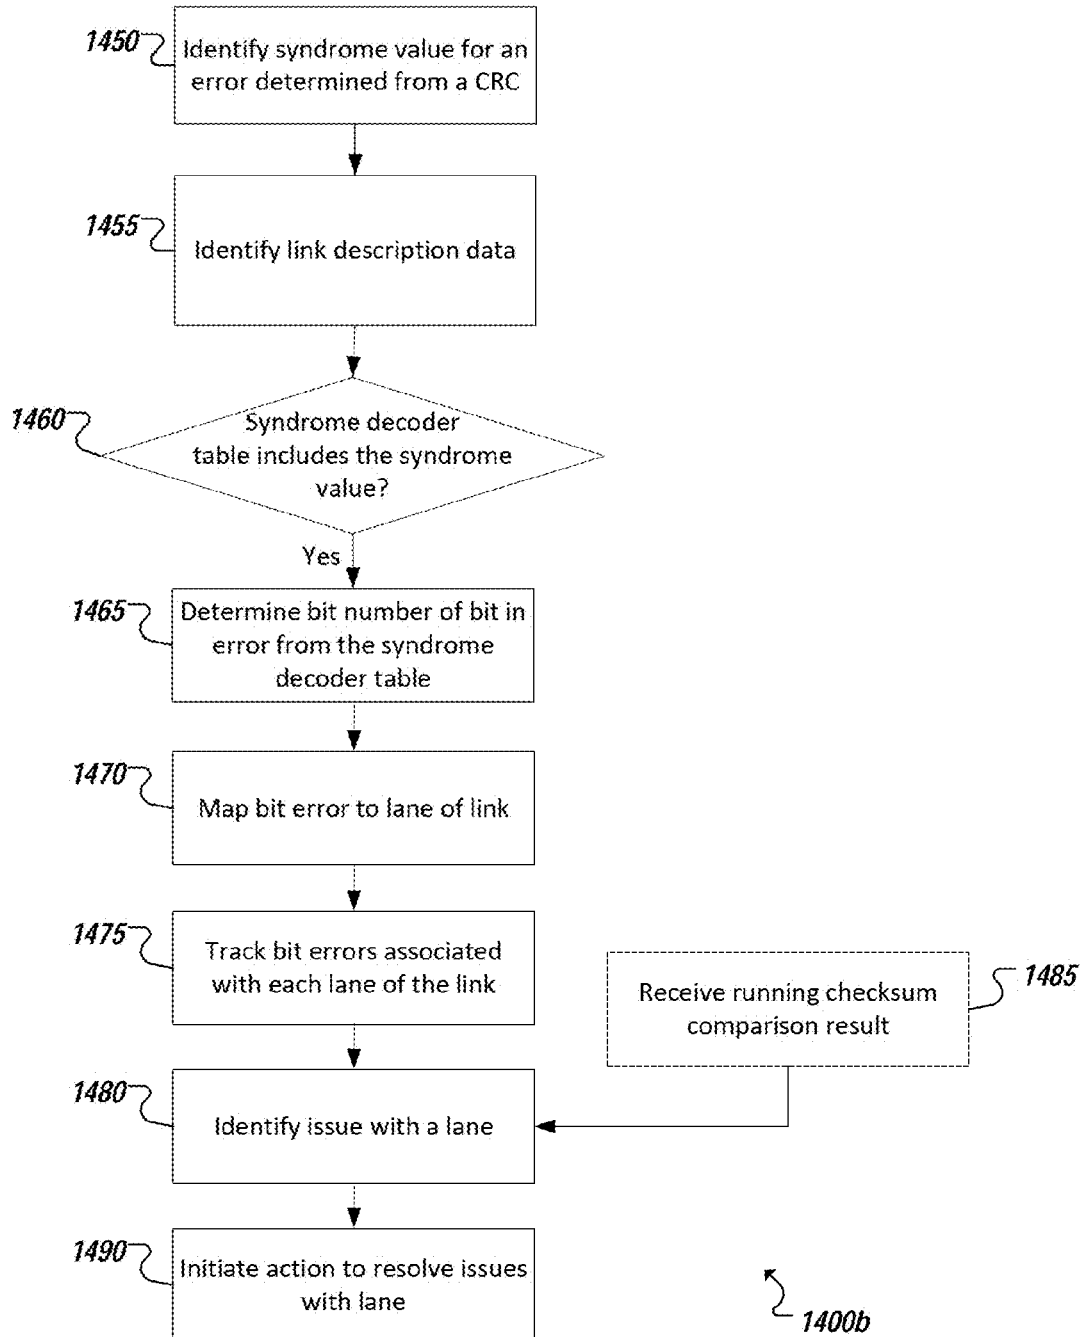 1450
Identify syndrome value for an
error determined from a CRC
1455
Identify link description data
1460
Syndrome decoder
table includes the syndrome
value?
Yes
1465
Determine bit number of bit in
error from the syndrome
decoder table
1470
Map bit error to lane of link
1475
Track bit errors associated
with each lane of the link
1485
Receive running checksum
comparison result
1480
Identify issue with a lane
1490
Initiate action to resolve issues
with lane
1400b